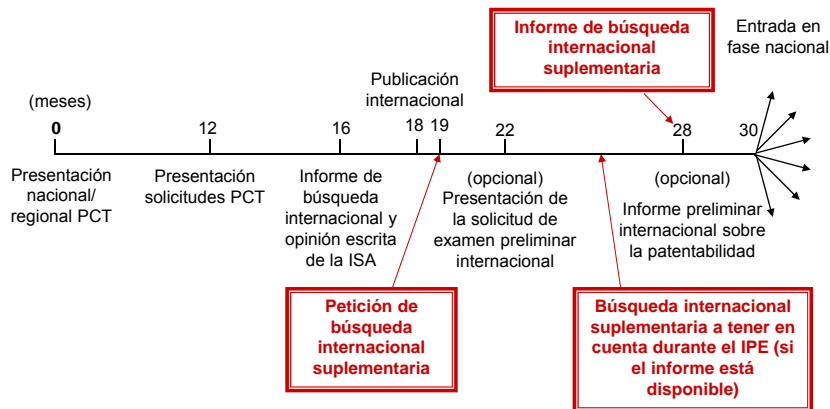 Informe de búsqueda
internacional
suplementaria
Entrada en
fase nacional
Publicación
internacional
(meses)
0
12
16
18
19
22
28
30
Presentación
nacional/
regional PCT
Presentación
solicitudes PCT
Informe de
búsqueda
internacional y
opinión escrita
de la ISA
(opcional)
Presentación de
la solicitud de
examen preliminar
internacional
(opcional)
Informe preliminar
internacional sobre
la patentabilidad
Petición de
búsqueda
internacional
suplementaria
Búsqueda internacional
suplementaria a tener en
cuenta durante el IPE (si
el informe está
disponible)